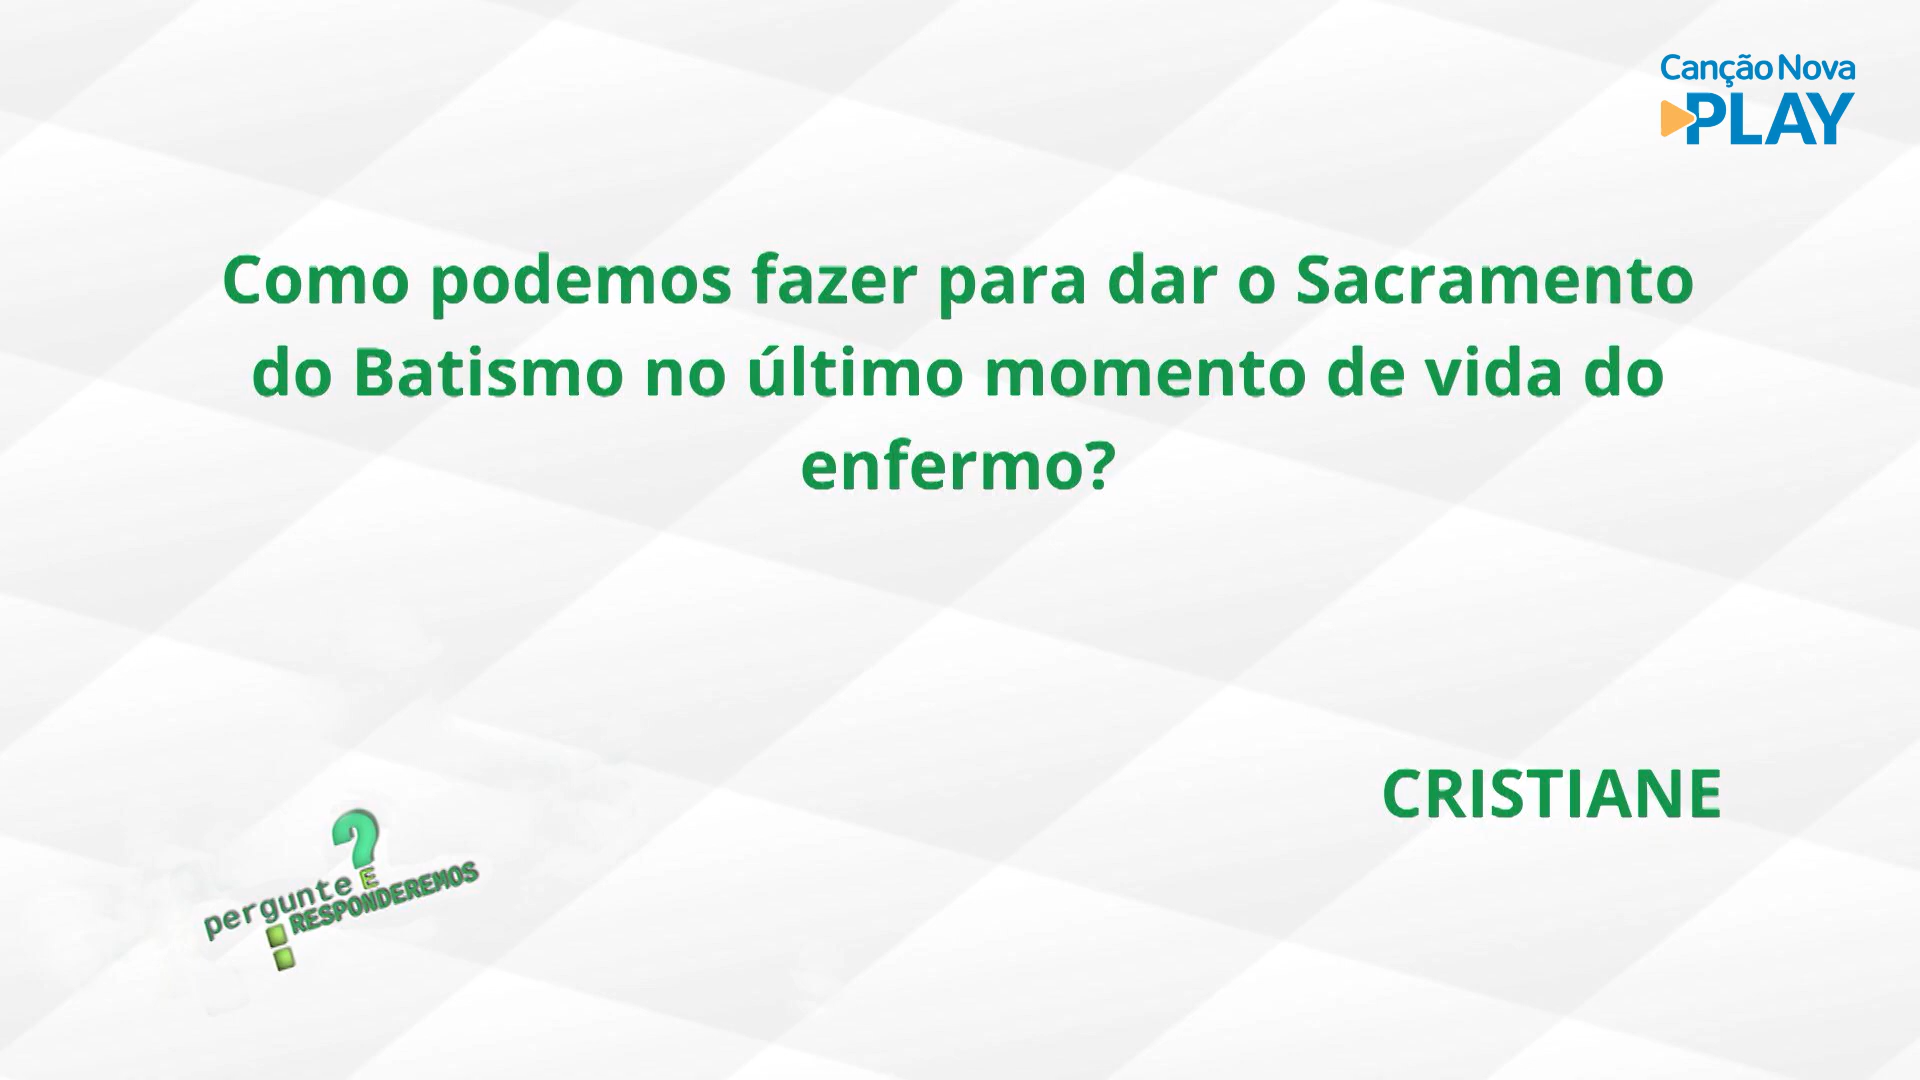 Canção Nova
PLAY
Como podemos fazer para dar o Sacramento
do Batismo no último momento de vida do
enfermo?
CRISTIANE
pergunte E
RESPONDEREMOS